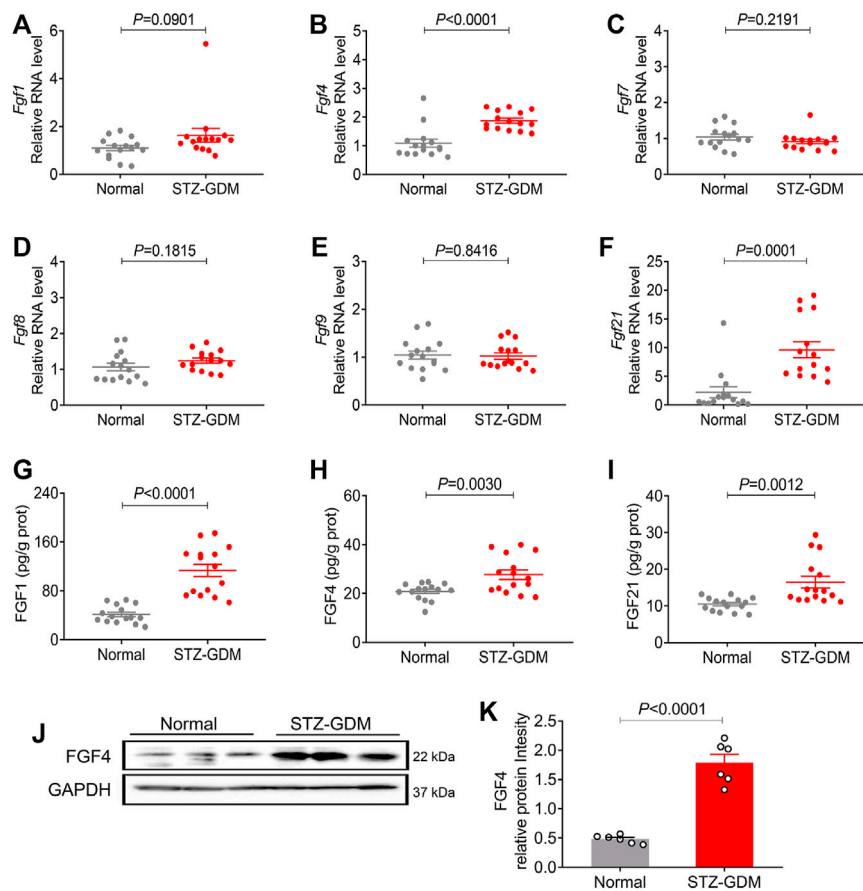 A
P=0.0901
Fgf1
Relative RNA level
6
4
2
0
Normal
STZ-GDM
B
P<0.0001
Fgf4
Relative RNA level
4
3
2
1
0
Normal
STZ-GDM
C
P=0.2191
Fgf7
Relative RNA level
4
3
2
1
0
Normal
STZ-GDM
D
P=0.1815
Fgf8
Relative RNA level
4
3
2
1
0
Normal
STZ-GDM
E
P=0.8416
Fgf9
Relative RNA level
3
2
1
0
Normal
STZ-GDM
F
P=0.0001
Fgf21
Relative RNA level
25
20
15
10
5
0
Normal
STZ-GDM
G
P<0.0001
FGF1 (pg/g prot)
240
160
80
0
Normal
STZ-GDM
H
P=0.0030
FGF4 (pg/g prot)
60
40
20
0
Normal
STZ-GDM
I
P=0.0012
FGF21 (pg/g prot)
40
30
20
10
0
Normal
STZ-GDM
J
Normal
STZ-GDM
FGF4
22 kDa
GAPDH
37 kDa
K
P<0.0001
FGF4
relative protein Intesity
2.5
2.0
1.5
1.0
0.5
0.0
Normal
STZ-GDM